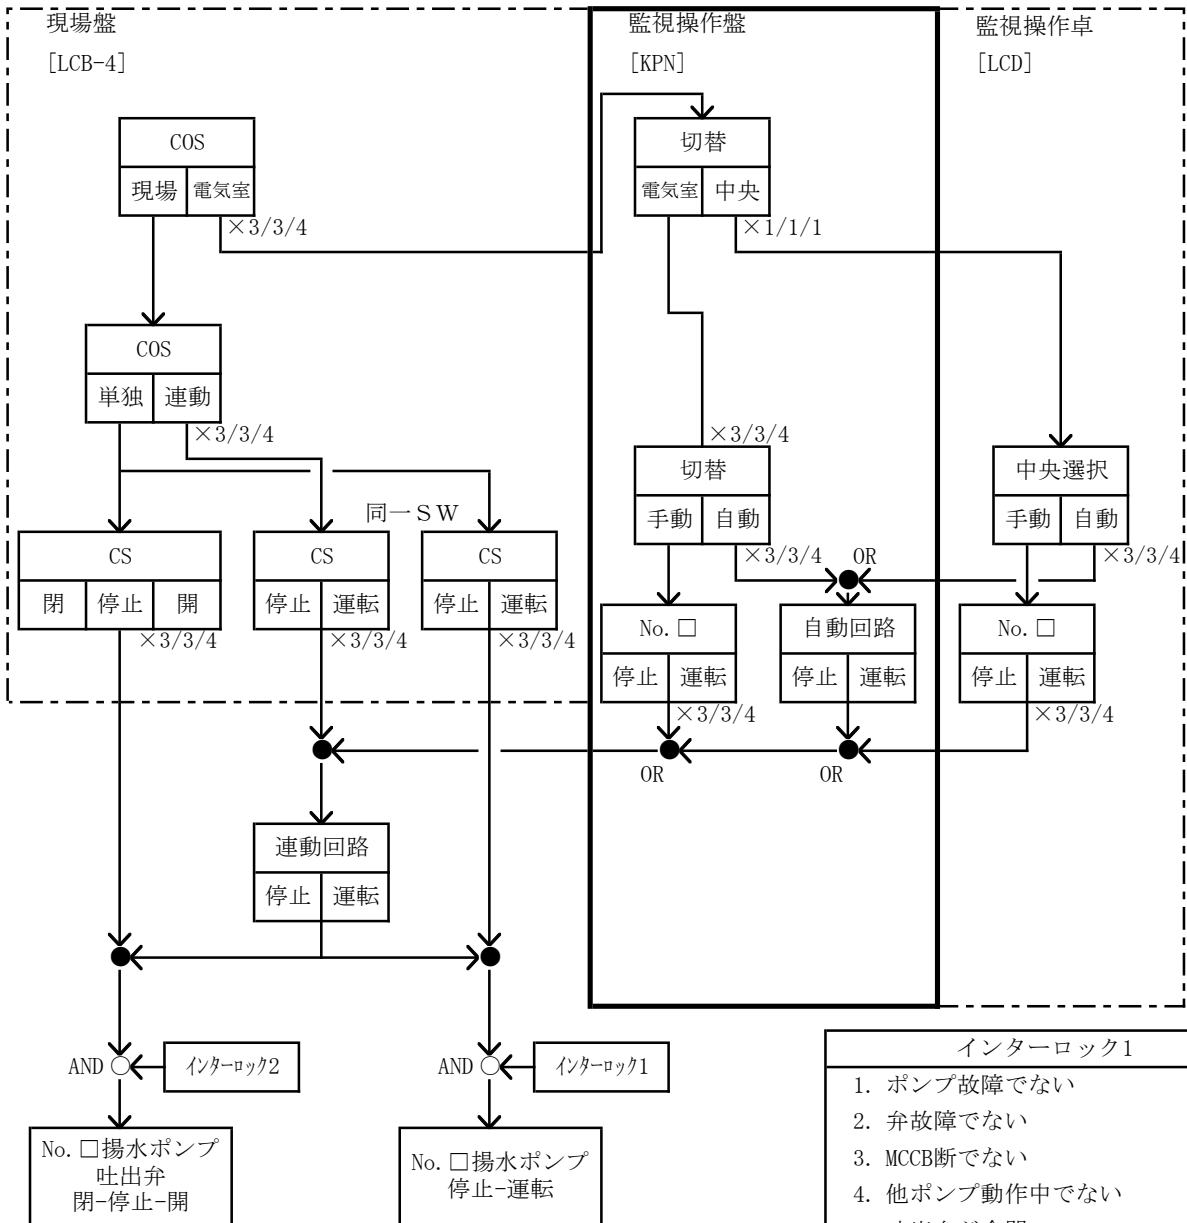 現場盤
[LCB-4]
監視操作盤
[KPN]
監視操作卓
[LCD]
COS
現場 電気室
×3/3/4
切替
電気室 中央
×1/1/1
COS
単独 連動
×3/3/4
×3/3/4
切替
手動 自動
×3/3/4
中央選択
手動 自動
×3/3/4
同一SW
CS
閉 停止 開
×3/3/4
CS
停止 運転
×3/3/4
CS
停止 運転
×3/3/4
OR
No.□
停止 運転
×3/3/4
自動回路
停止 運転
No.□
停止 運転
×3/3/4
OR
OR
連動回路
停止 運転
AND
インターロック2
AND
インターロック1
No.□揚水ポンプ
吐出弁
閉-停止-開
No.□揚水ポンプ
停止-運転
インターロック1
1. ポンプ故障でない
2. 弁故障でない
3. MCCB断でない
4. 他ポンプ動作中でない